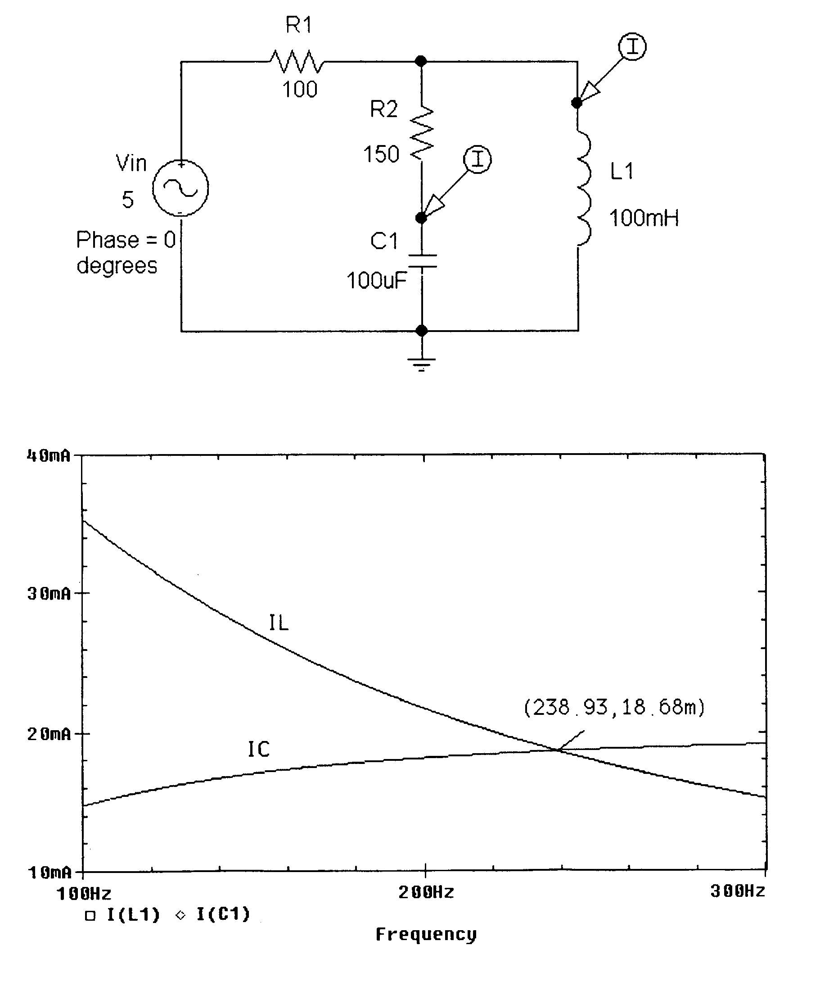 R1
100
R2
150
Vin
5
Phase = 0
degrees
C1
100uF
L1
100mH
I
I
40mA
30mA
20mA
10mA
IL
IC
(238.93,18.68m)
100Hz
200Hz
300Hz
I(L1)
I(C1)
Frequency